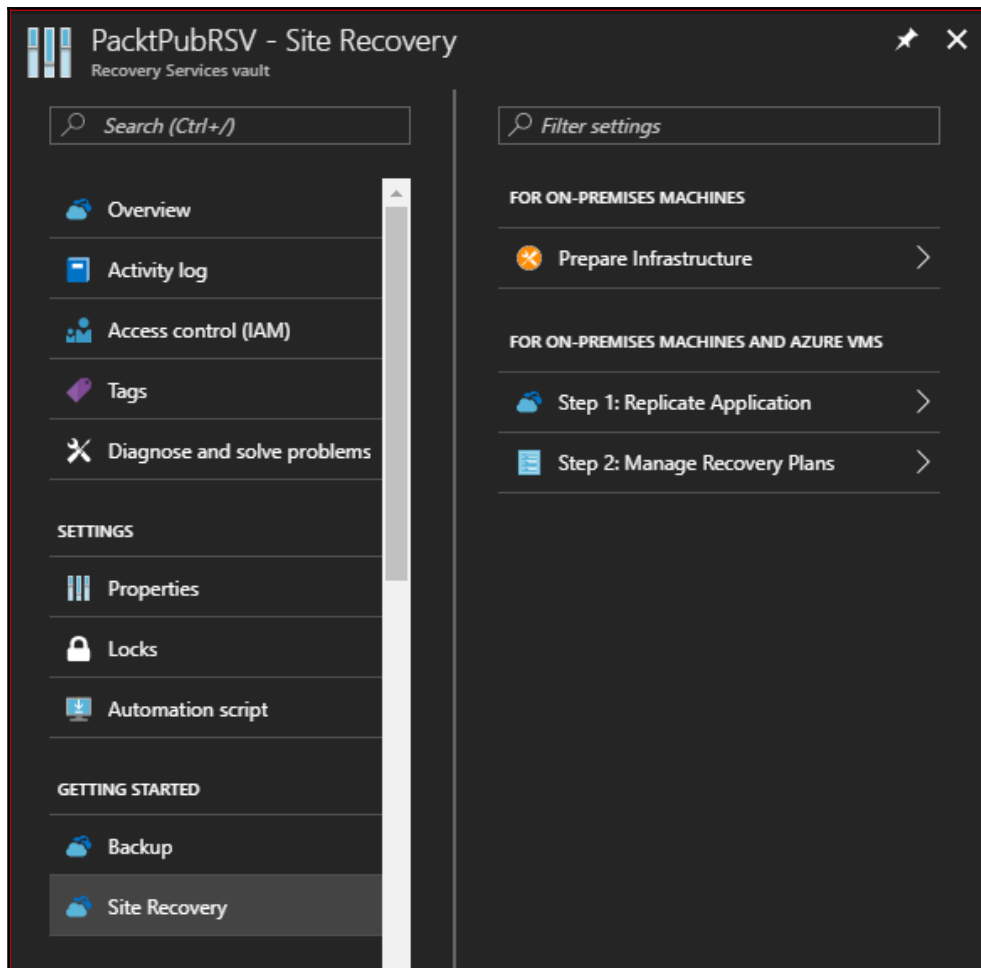 PacktPubRSV - Site Recovery
Recovery Services vault
Search (Ctrl+/)
Overview
Activity log
Access control (IAM)
Tags
Diagnose and solve problems
SETTINGS
Properties
Locks
Automation script
GETTING STARTED
Backup
Site Recovery
Filter settings
FOR ON-PREMISES MACHINES
Prepare Infrastructure
FOR ON-PREMISES MACHINES AND AZURE VMS
Step 1: Replicate Application
Step 2: Manage Recovery Plans